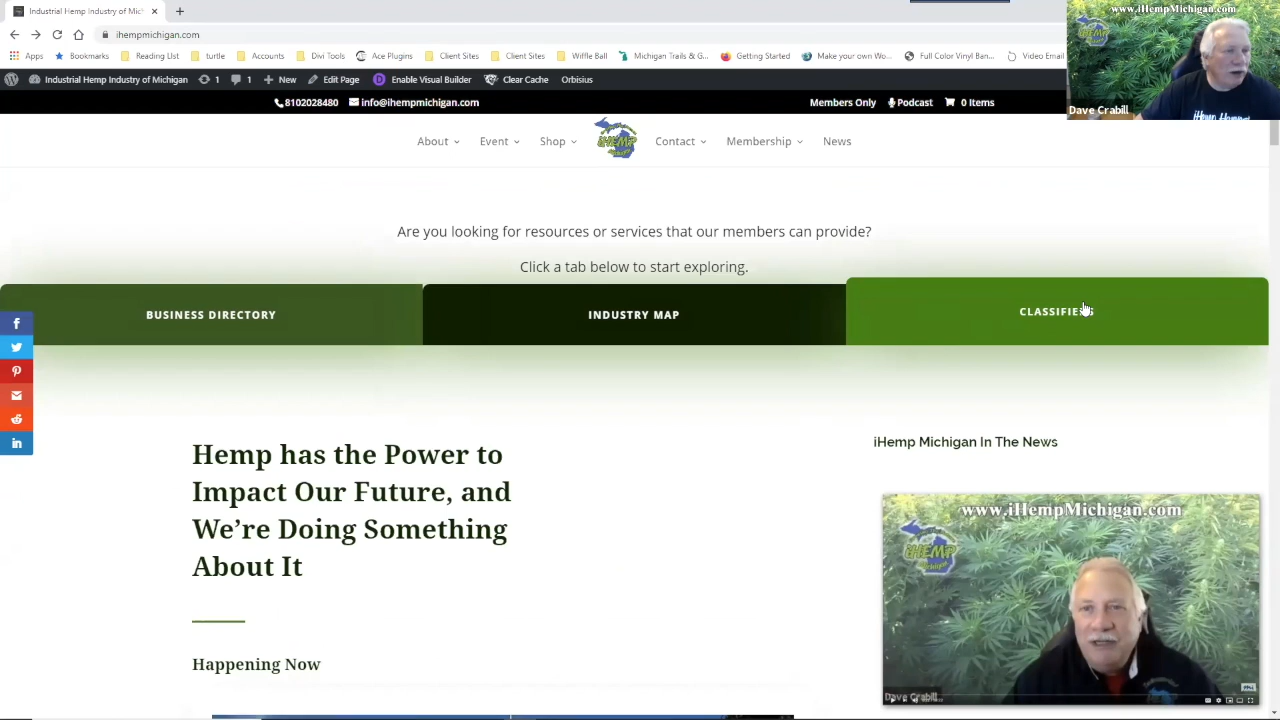 Industrial Hemp Industry of Mich
ihempmichigan.com
Apps Bookmarks Reading List turtle Accounts Divi Tools Ace Plugins Client Sites Client Sites Wiffle Ball Michigan Trails & G... Getting Started Make your own Wo... Full Color Vinyl Ban... Video Email
Industrial Hemp Industry of Michigan 1 1 New Edit Page Enable Visual Builder Clear Cache Orbisius
www.iHempMichigan.com
iHEMP
Dave Crabill
8102028480 info@ihempmichigan.com Members Only Podcast 0 Items
About Event Shop iHEMP Contact Membership News
Are you looking for resources or services that our members can provide?
Click a tab below to start exploring.
BUSINESS DIRECTORY INDUSTRY MAP CLASSIFIEDS
Hemp has the Power to
Impact Our Future, and
We're Doing Something
About It
Happening Now
iHemp Michigan In The News
www.iHempMichigan.com
iHEMP
Michigan
Dave Crabill